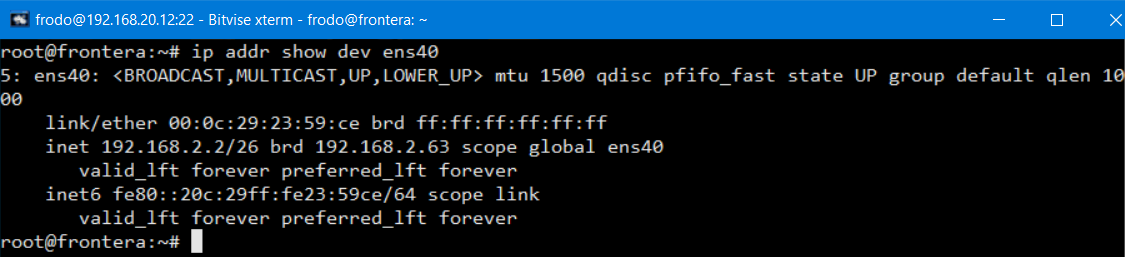 frodo@192.168.20.12:22 - Bitvise xterm - frodo@frontera: ~
root@frontera:~# ip addr show dev ens40
5: ens40: <BROADCAST,MULTICAST,UP,LOWER_UP> mtu 1500 qdisc pfifo_fast state UP group default qlen 10
00
    link/ether 00:0c:29:23:59:ce brd ff:ff:ff:ff:ff:ff
    inet 192.168.2.2/26 brd 192.168.2.63 scope global ens40
       valid_lft forever preferred_lft forever
    inet6 fe80::20c:29ff:fe23:59ce/64 scope link
       valid_lft forever preferred_lft forever
root@frontera:~#